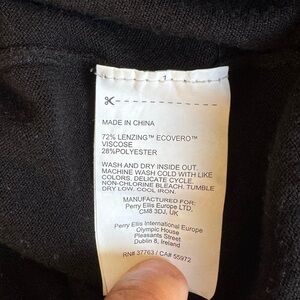 1
MADE IN CHINA
72% LENZING™ ECOVERO™
VISCOSE
28%POLYESTER
WASH AND DRY INSIDE OUT.
MACHINE WASH COLD WITH LIKE
COLORS. DELICATE CYCLE.
NON-CHLORINE BLEACH. TUMBLE
DRY LOW. COOL IRON.
MANUFACTURED FOR:
Perry Ellis Europe LTD,
CM8 3DJ, UK
Perry Ellis International Europe
Olympic House
Pleasants Street
Dublin 8, Ireland
RN# 37763 / CA# 55972